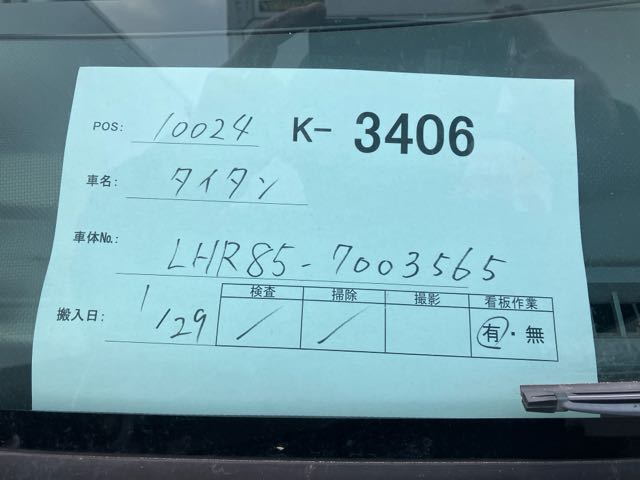 POS: 10024 K- 3406
車名: タイタン
車体No.: LHR85-7003565
検査 掃除 撮影 看板作業
搬入日: 1/29 / / 有・無